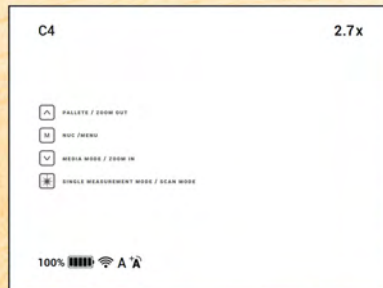 C4 2.7x
PALLETE / ZOOM OUT
M NUC /MENU
MEDIA MODE / ZOOM IN
SINGLE MEASUREMENT MODE / SCAN MODE
100% A A